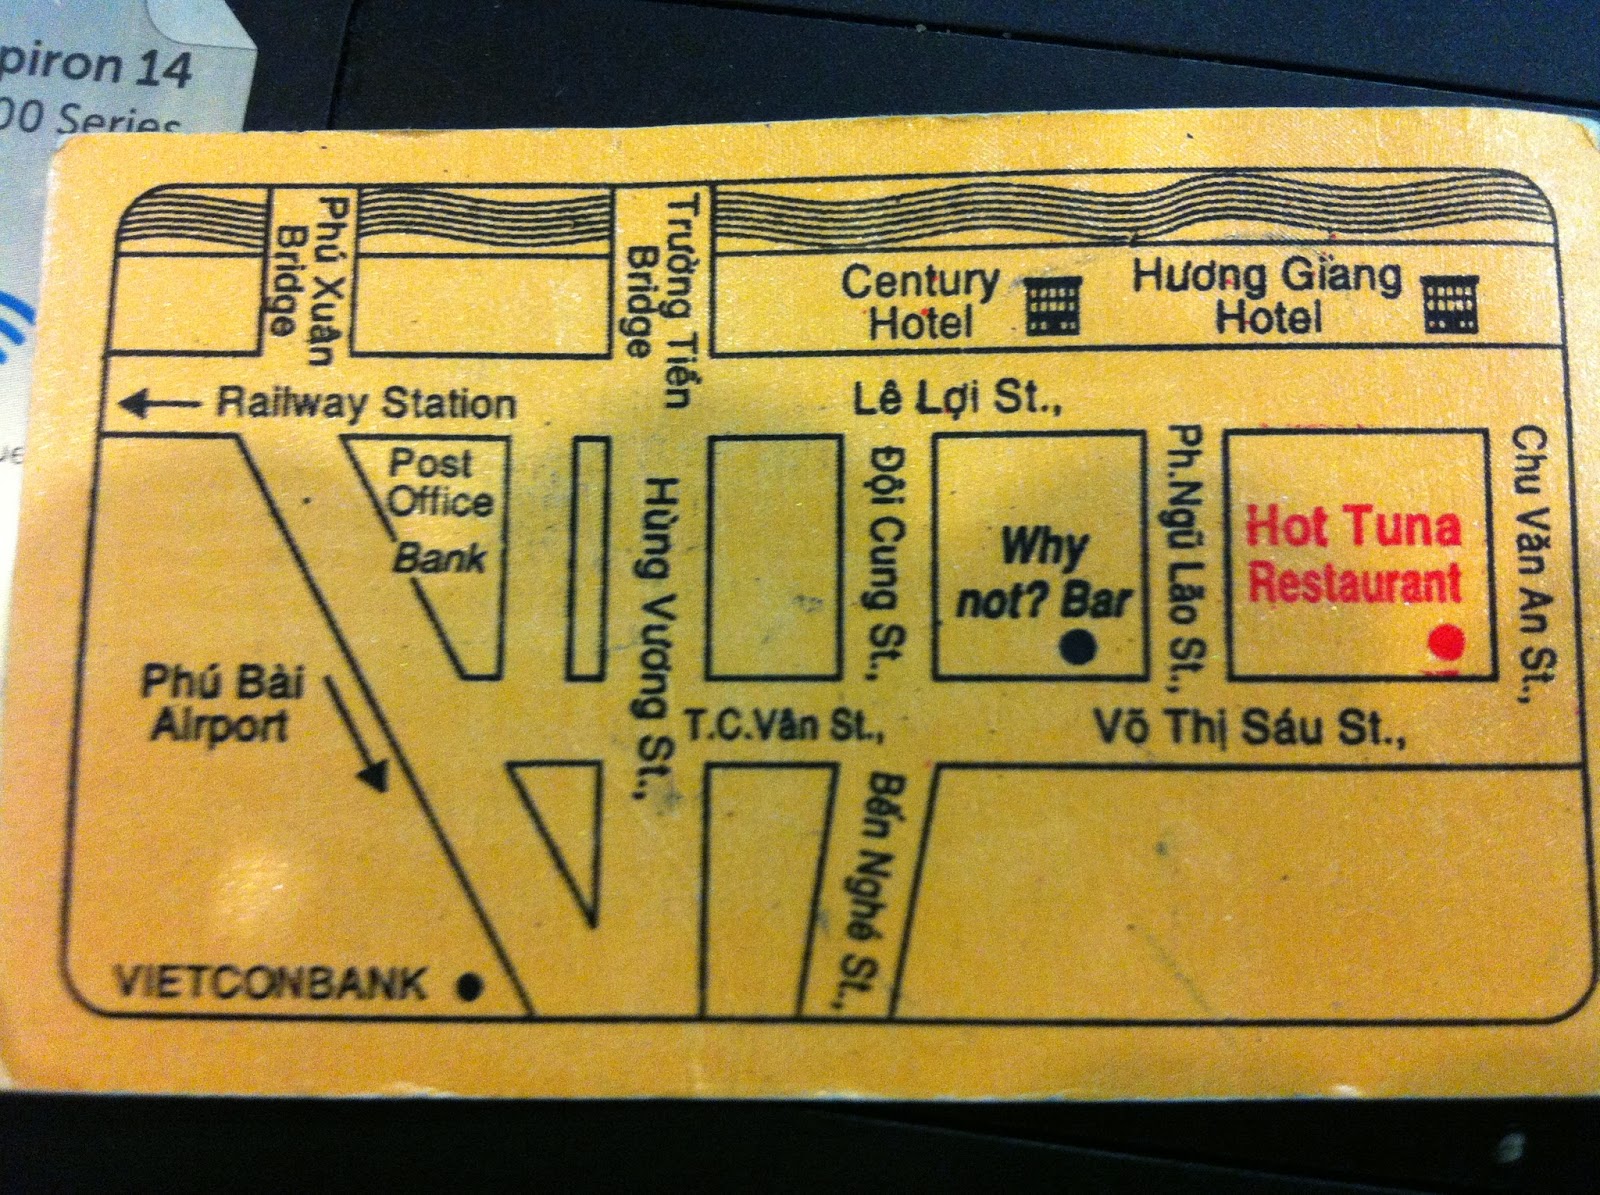 piron 14
00 Series
Phú Xuân
Bridge
Trường Tiền
Bridge
Century
Hotel
Hương Giang
Hotel
Railway Station
Lê Lợi St.,
Post
Office
Bank
Hùng Vương St.,
Đội Cung St.,
Why
not? Bar
Ph.Ngũ Lão St.,
Hot Tuna
Restaurant
Chu Văn An St.,
Phú Bài
Airport
T.C.Vân St.,
Võ Thị Sáu St.,
Bến Nghé St.,
VIETCONBANK